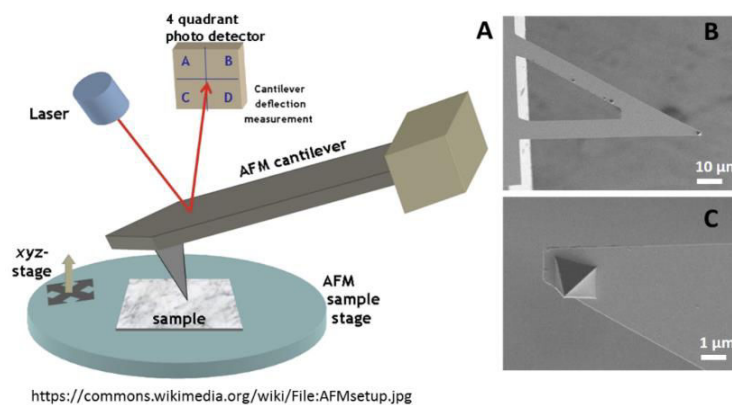 4 quadrant
photo detector
A
B
C
D
Cantilever
deflection
measurement
Laser
AFM cantilever
xyz-
stage
sample
AFM
sample
stage
https://commons.wikimedia.org/wiki/File:AFMsetup.jpg
A
B
10 µm
C
1 µm